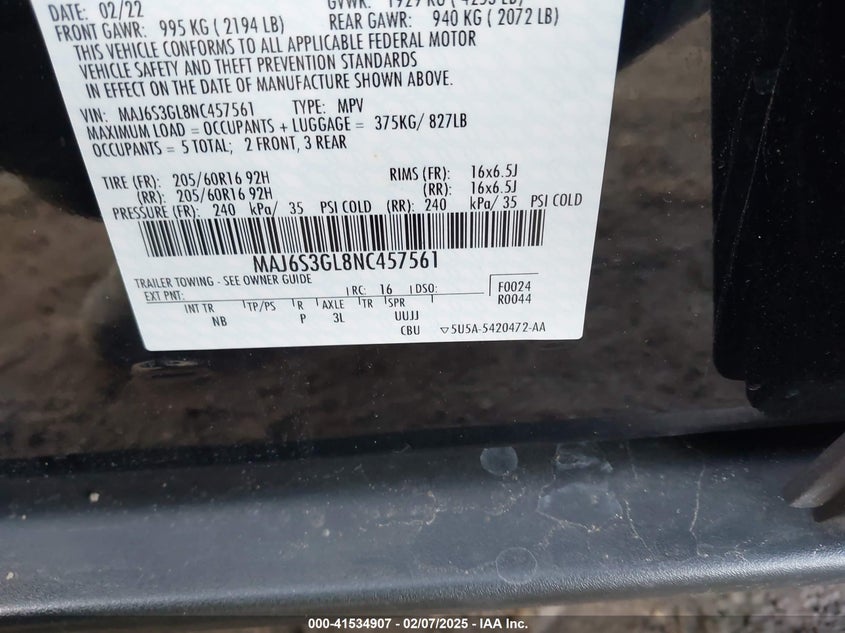 DATE: 02/22 GVWR: 1929 KG ( 4253 LB)
FRONT GAWR: 995 KG ( 2194 LB) REAR GAWR: 940 KG ( 2072 LB)
THIS VEHICLE CONFORMS TO ALL APPLICABLE FEDERAL MOTOR
VEHICLE SAFETY AND THEFT PREVENTION STANDARDS
IN EFFECT ON THE DATE OF MANUFACTURE SHOWN ABOVE.
VIN: MAJ6S3GL8NC457561 TYPE: MPV
MAXIMUM LOAD = OCCUPANTS + LUGGAGE = 375KG/ 827LB
OCCUPANTS = 5 TOTAL; 2 FRONT, 3 REAR
TIRE (FR): 205/60R16 92H RIMS (FR): 16x6.5J
(RR): 205/60R16 92H (RR): 16x6.5J
PRESSURE (FR): 240 kPa/ 35 PSI COLD (RR): 240 kPa/ 35 PSI COLD
MAJ6S3GL8NC457561
TRAILER TOWING - SEE OWNER GUIDE
EXT PNT: RC: 16 DSO: F0024
R0044
INT TR TP/PS R AXLE TR SPR
NB P 3L UUJJ
CBU 5U5A-5420472-AA
000-41534907 - 02/07/2025 - IAA Inc.